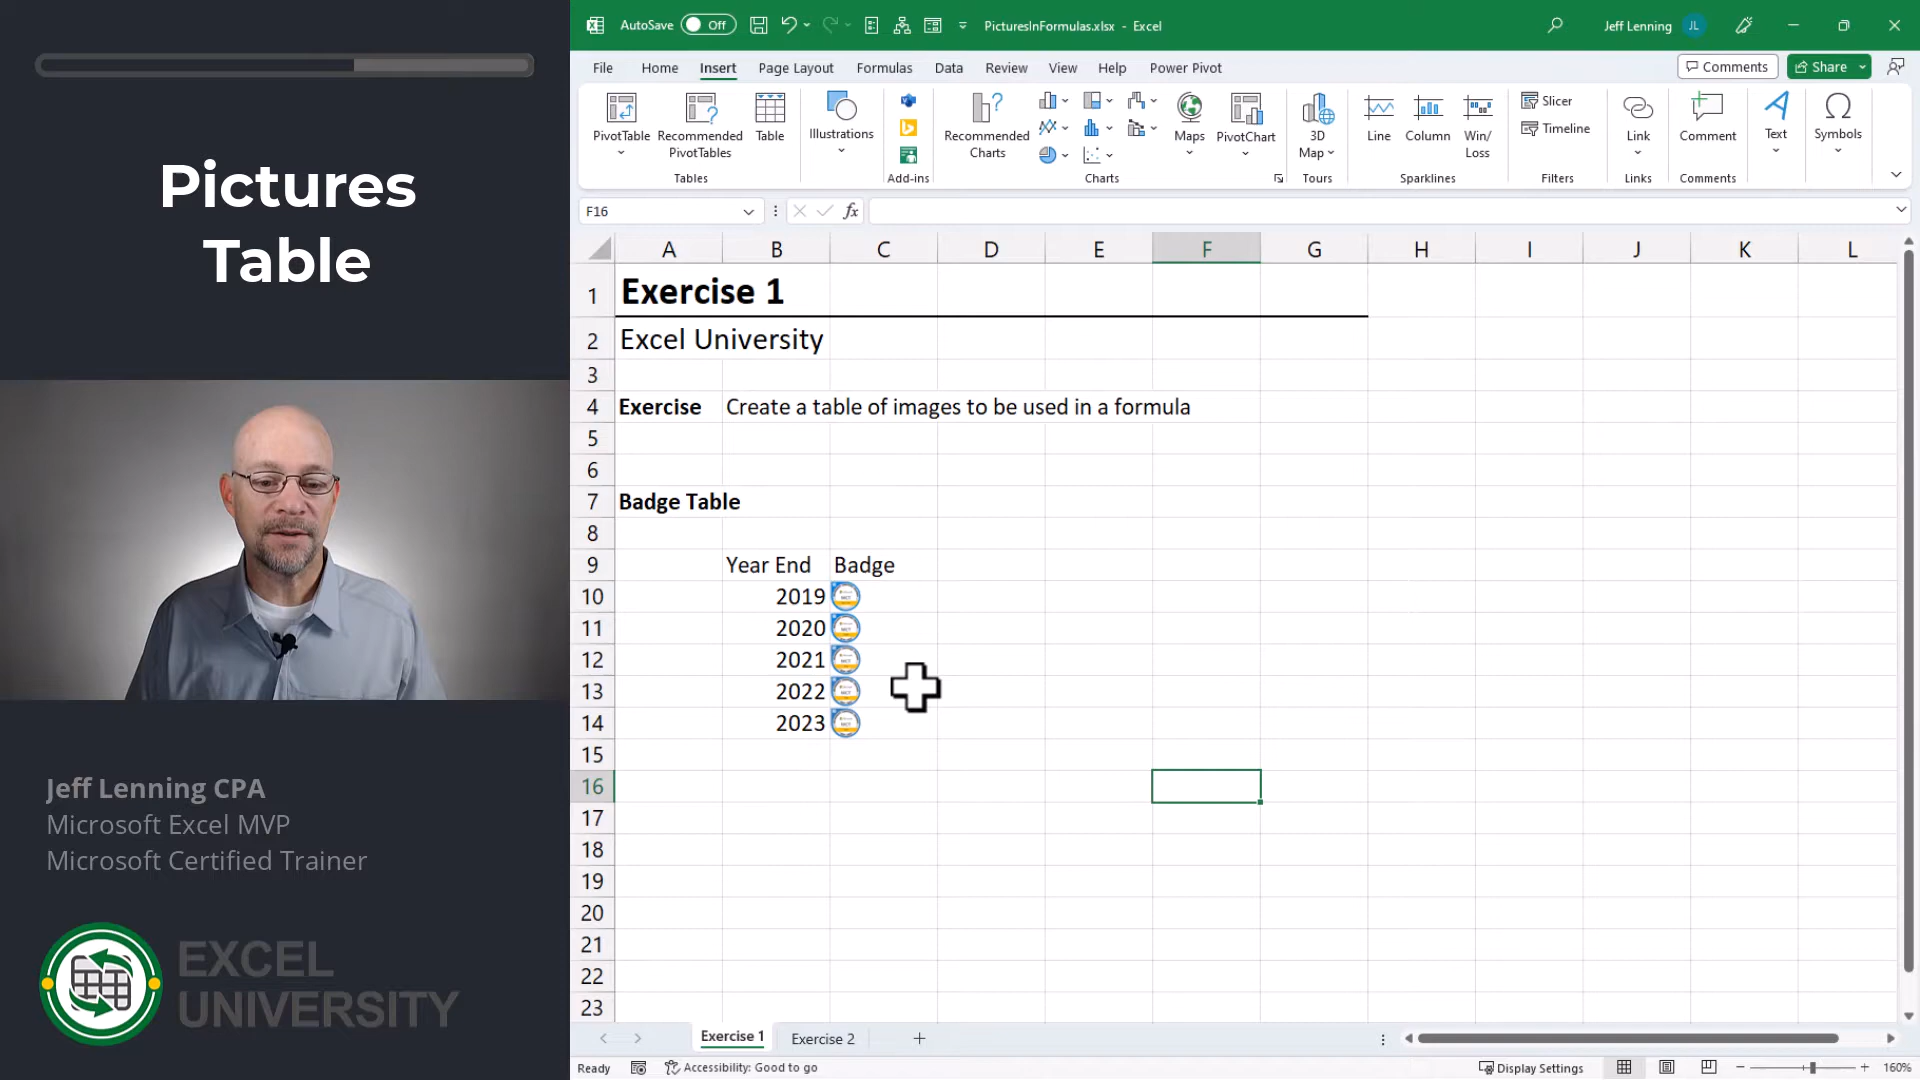 Pictures
Table
Jeff Lenning CPA
Microsoft Excel MVP
Microsoft Certified Trainer
EXCEL
UNIVERSITY
AutoSave Off PicturesInFormulas.xlsx - Excel Jeff Lenning JL
File Home Insert Page Layout Formulas Data Review View Help Power Pivot Comments Share
PivotTable Recommended PivotTables Table Illustrations Recommended Charts Maps PivotChart 3D Map Line Column Win/Loss Slicer Timeline Link Comment Text Symbols
Tables Add-ins Charts Tours Sparklines Filters Links Comments
F16 fx
A B C D E F G H I J K L
1 Exercise 1
2 Excel University
3
4 Exercise Create a table of images to be used in a formula
5
6
7 Badge Table
8
9 Year End Badge
10 2019
11 2020
12 2021
13 2022
14 2023
15
16
17
18
19
20
21
22
23
Exercise 1 Exercise 2
Ready Accessibility: Good to go Display Settings 160%